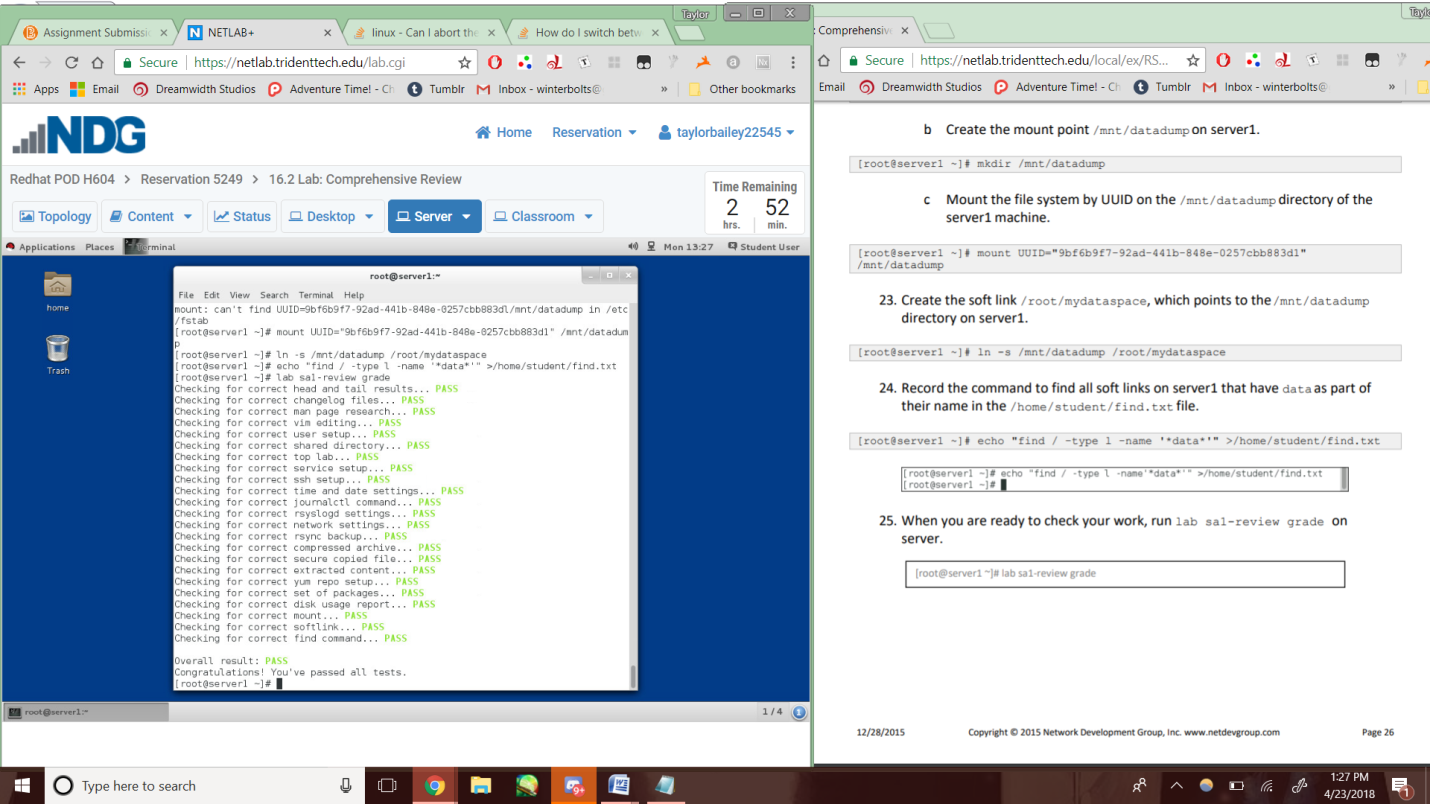 Taylor
Assignment Submissi
NETLAB+
linux - Can I abort the
How do I switch betw
Secure
https://netlab.tridenttech.edu/lab.cgi
Apps
Email
Dreamwidth Studios
Adventure Time! - Ch
Tumblr
Inbox - winterbolts@
»
Other bookmarks
NDG
Home
Reservation
taylorbailey22545
Redhat POD H604 > Reservation 5249 > 16.2 Lab: Comprehensive Review
Time Remaining
2 52
hrs. min.
Topology
Content
Status
Desktop
Server
Classroom
Applications Places Terminal
Mon 13:27
Student User
home
Trash
root@server1:~
File Edit View Search Terminal Help
mount: can't find UUID=9bf6b9f7-92ad-441b-848e-0257cbb883dl/mnt/datadump in /etc
/fstab
[root@server1 ~]# mount UUID="9bf6b9f7-92ad-441b-848e-0257cbb883d1" /mnt/datadum
p
[root@server1 ~]# ln -s /mnt/datadump /root/mydataspace
[root@server1 ~]# echo "find / -type l -name '*data*'" >/home/student/find.txt
[root@server1 ~]# lab sa1-review grade
Checking for correct head and tail results... PASS
Checking for correct changelog files... PASS
Checking for correct man page research... PASS
Checking for correct vim editing... PASS
Checking for correct user setup... PASS
Checking for correct shared directory... PASS
Checking for correct top lab... PASS
Checking for correct service setup... PASS
Checking for correct ssh setup... PASS
Checking for correct time and date settings... PASS
Checking for correct journalctl command... PASS
Checking for correct rsyslogd settings... PASS
Checking for correct network settings... PASS
Checking for correct rsync backup... PASS
Checking for correct compressed archive... PASS
Checking for correct secure copied file... PASS
Checking for correct extracted content... PASS
Checking for correct yum repo setup... PASS
Checking for correct set of packages... PASS
Checking for correct disk usage report... PASS
Checking for correct mount... PASS
Checking for correct softlink... PASS
Checking for correct find command... PASS
Overall result: PASS
Congratulations! You've passed all tests.
[root@server1 ~]#
root@server1:~
1 / 4
Taylo
: Comprehensive
Secure
https://netlab.tridenttech.edu/local/ex/RS...
Email
Dreamwidth Studios
Adventure Time! - Ch
Tumblr
Inbox - winterbolts@
»
b Create the mount point /mnt/datadump on server1.
[root@server1 ~]# mkdir /mnt/datadump
c Mount the file system by UUID on the /mnt/datadump directory of the
server1 machine.
[root@server1 ~]# mount UUID="9bf6b9f7-92ad-441b-848e-0257cbb883d1"
/mnt/datadump
23. Create the soft link /root/mydataspace, which points to the /mnt/datadump
directory on server1.
[root@server1 ~]# ln -s /mnt/datadump /root/mydataspace
24. Record the command to find all soft links on server1 that have data as part of
their name in the /home/student/find.txt file.
[root@server1 ~]# echo "find / -type l -name '*data*'" >/home/student/find.txt
[root@server1 ~]# echo "find / -type l -name'*data*'" >/home/student/find.txt
[root@server1 ~]#
25. When you are ready to check your work, run lab sa1-review grade on
server.
[root@server1 ~]# lab sa1-review grade
12/28/2015
Copyright © 2015 Network Development Group, Inc. www.netdevgroup.com
Page 26
Type here to search
9+
1:27 PM
4/23/2018
1